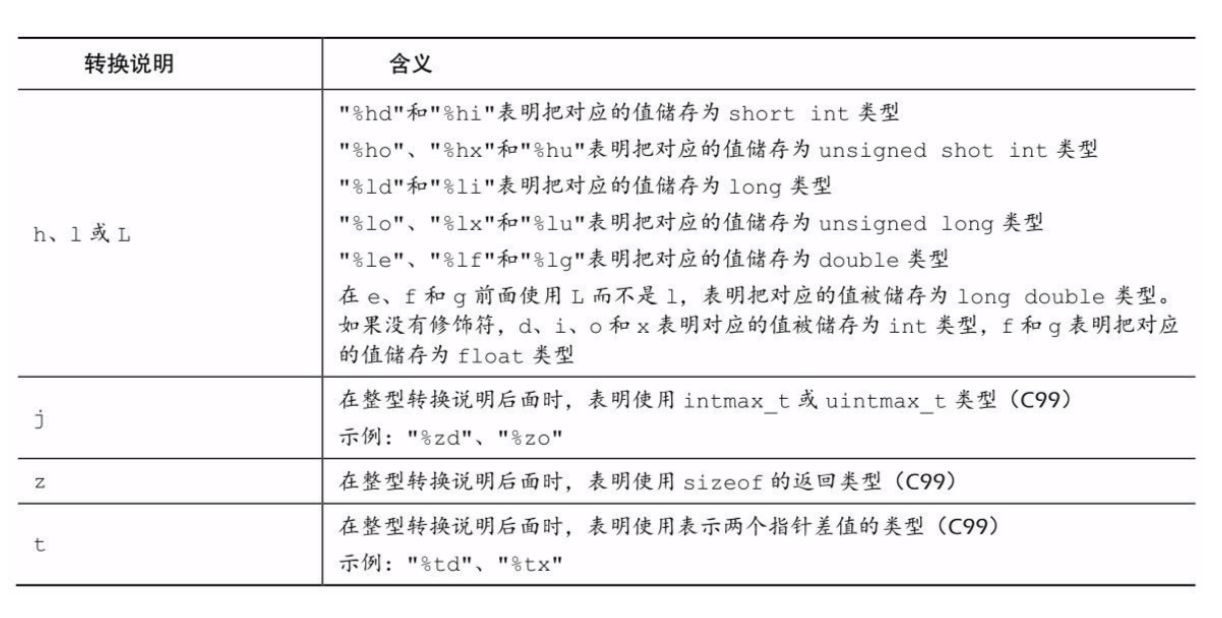 转换说明 含义
"%hd"和"%hi"表明把对应的值储存为 short int 类型
"%ho"、"%hx"和"%hu"表明把对应的值储存为 unsigned shot int 类型
"%ld"和"%li"表明把对应的值储存为 long 类型
h、l 或 L
"%lo"、"%lx"和"%lu"表明把对应的值储存为 unsigned long 类型
"%le"、"%lf"和"%lg"表明把对应的值储存为 double 类型
在 e、f 和 g 前面使用 L 而不是 l，表明把对应的值被储存为 long double 类型。
如果没有修饰符，d、i、o 和 x 表明对应的值被储存为 int 类型，f 和 g 表明把对应
的值储存为 float 类型
j
在整型转换说明后面时，表明使用 intmax_t 或 uintmax_t 类型（C99）
示例："%zd"、"%zo"
z 在整型转换说明后面时，表明使用 sizeof 的返回类型（C99）
t
在整型转换说明后面时，表明使用表示两个指针差值的类型（C99）
示例："%td"、"%tx"